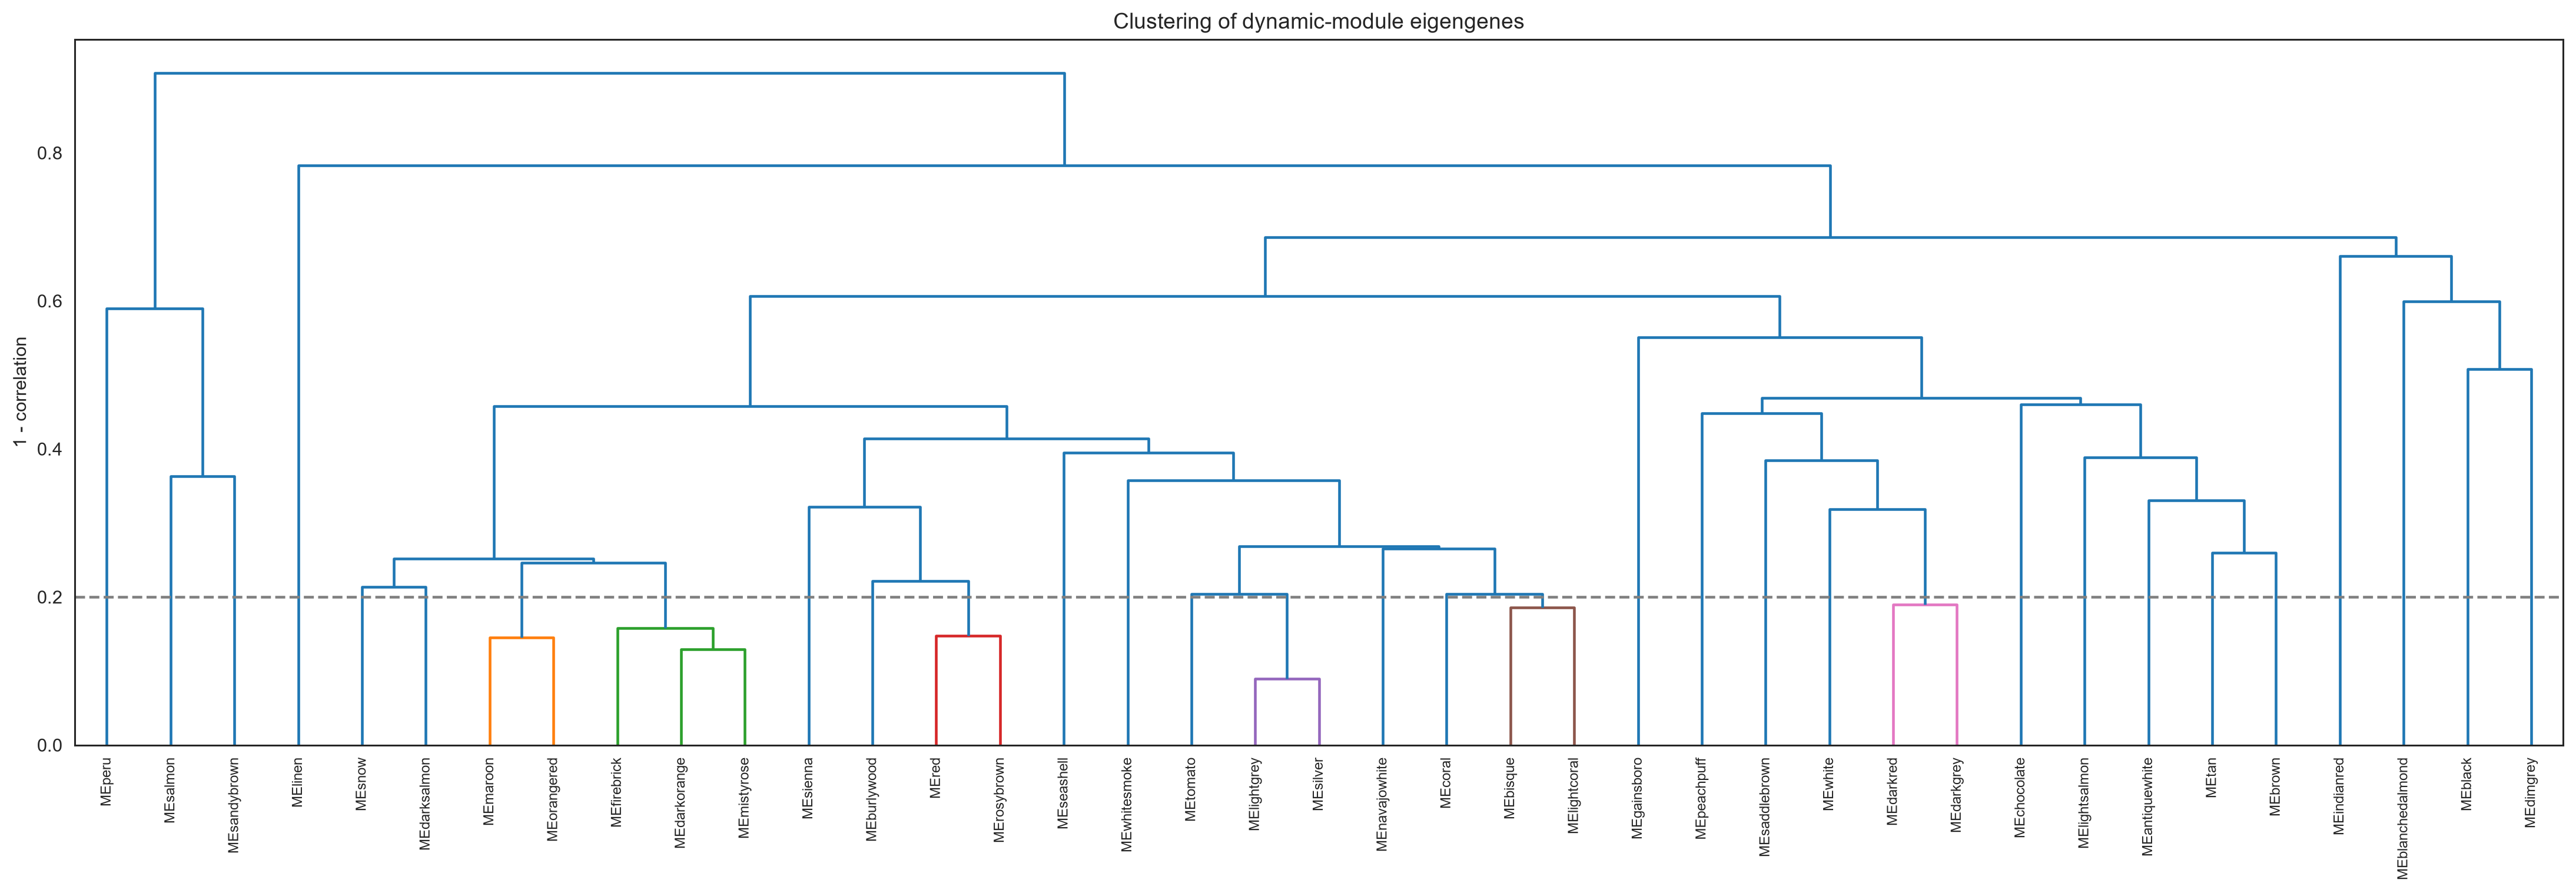 Clustering of dynamic-module eigengenes
1 - correlation
0.8
0.6
0.4
0.2
0.0
MEperu
MEsalmon
MEsandybrown
MElinen
MEsnow
MEdarksalmon
MEmaroon
MEorangered
MEfirebrick
MEdarkorange
MEmistyrose
MEsienna
MEburlywood
MEred
MErosybrown
MEseashell
MEwhitesmoke
MEtomato
MElightgrey
MEsilver
MEnavajowhite
MEcoral
MEbisque
MElightcoral
MEgainsboro
MEpeachpuff
MEsaddlebrown
MEwhite
MEdarkred
MEdarkgrey
MEchocolate
MElightsalmon
MEantiquewhite
MEtan
MEbrown
MEindianred
MEblanchedalmond
MEblack
MEdimgrey